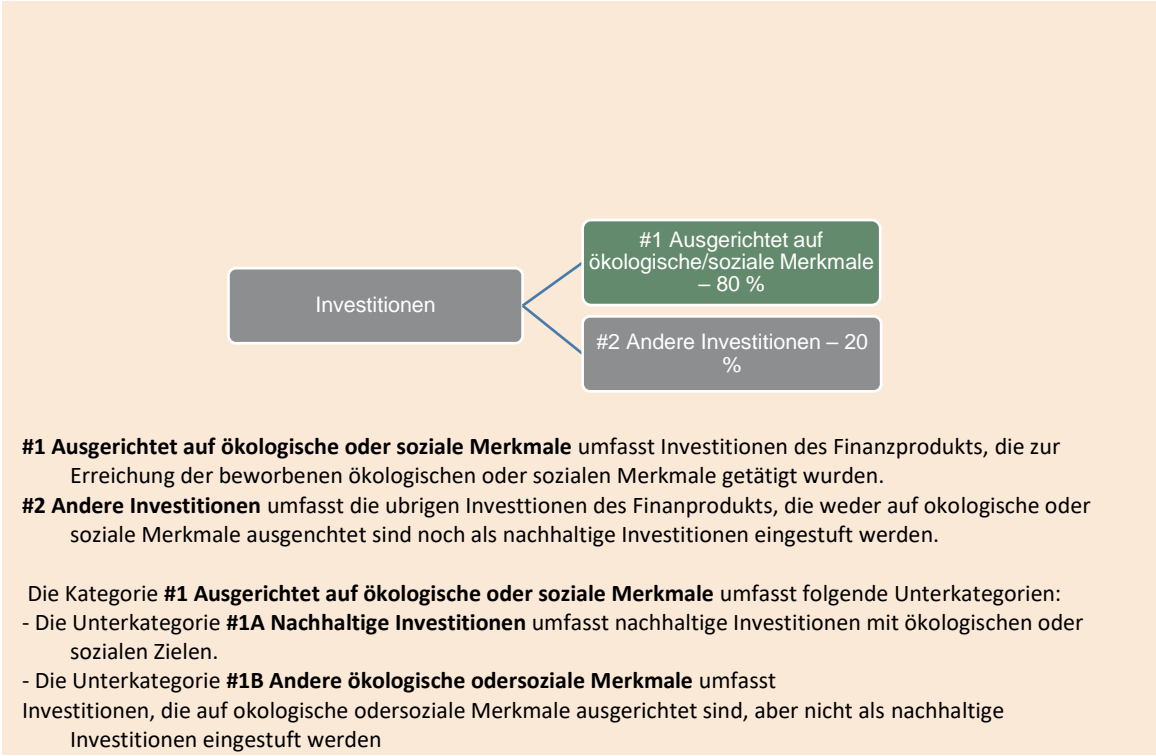 #1 Ausgerichtet auf
ökologische/soziale Merkmale
– 80 %
Investitionen
#2 Andere Investitionen – 20
%
#1 Ausgerichtet auf ökologische oder soziale Merkmale umfasst Investitionen des Finanzprodukts, die zur
Erreichung der beworbenen ökologischen oder sozialen Merkmale getätigt wurden.
#2 Andere Investitionen umfasst die ubrigen Investtionen des Finanprodukts, die weder auf okologische oder
soziale Merkmale ausgenchtet sind noch als nachhaltige Investitionen eingestuft werden.
Die Kategorie #1 Ausgerichtet auf ökologische oder soziale Merkmale umfasst folgende Unterkategorien:
- Die Unterkategorie #1A Nachhaltige Investitionen umfasst nachhaltige Investitionen mit ökologischen oder
sozialen Zielen.
- Die Unterkategorie #1B Andere ökologische odersoziale Merkmale umfasst
Investitionen, die auf okologische odersoziale Merkmale ausgerichtet sind, aber nicht als nachhaltige
Investitionen eingestuft werden